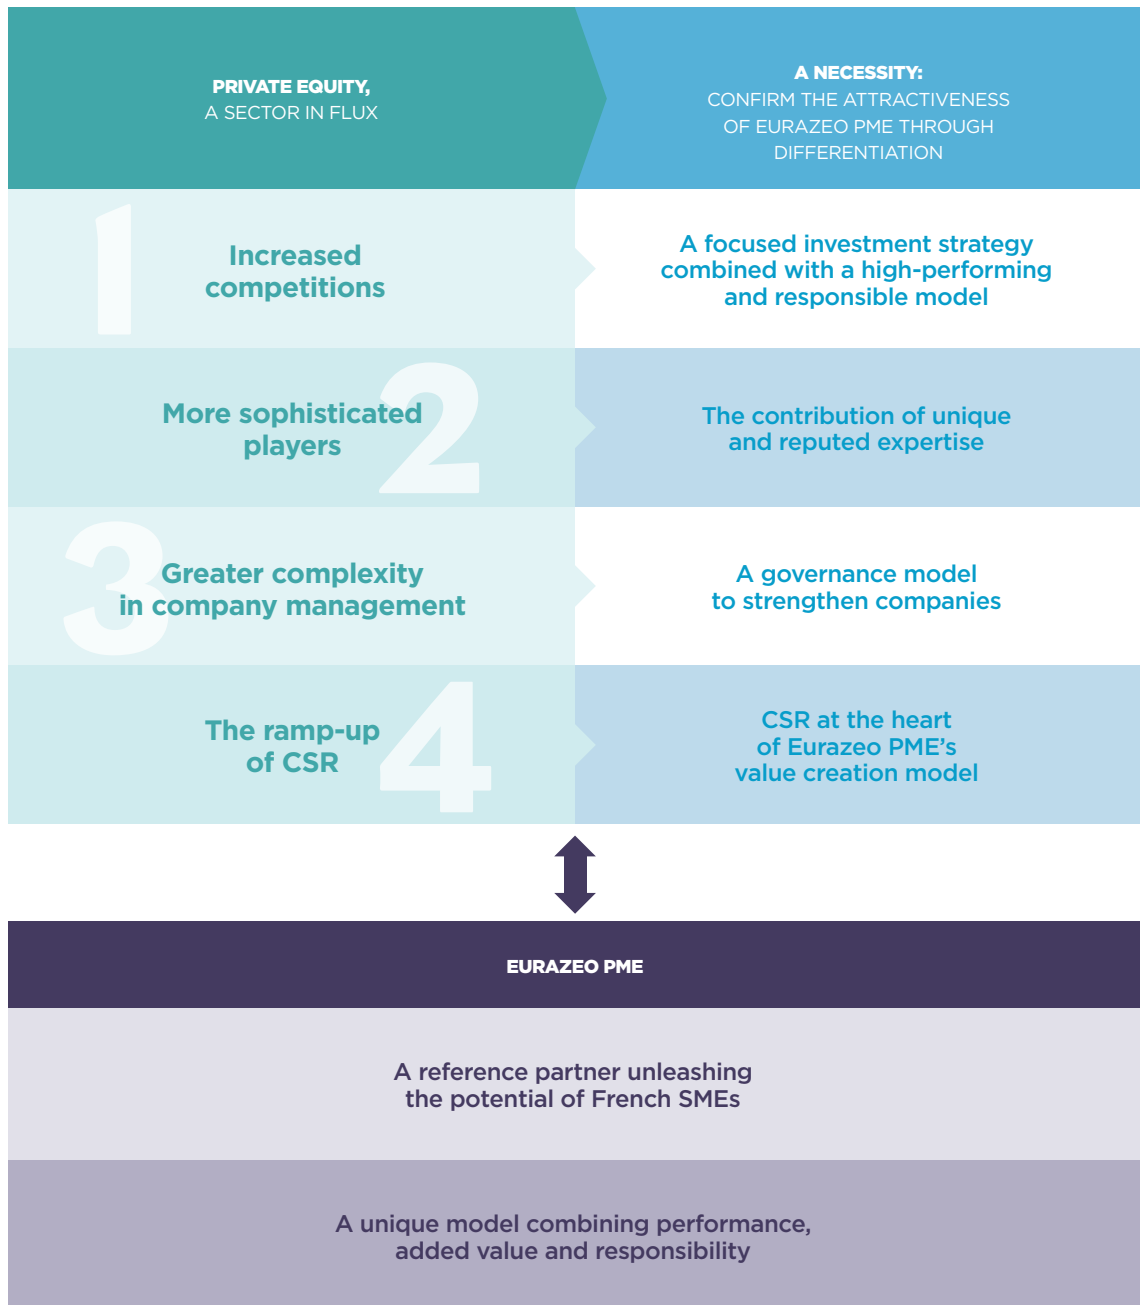 PRIVATE EQUITY,
A SECTOR IN FLUX
A NECESSITY:
CONFIRM THE ATTRACTIVENESS
OF EURAZEO PME THROUGH
DIFFERENTIATION
1
Increased
competitions
A focused investment strategy
combined with a high-performing
and responsible model
2
More sophisticated
players
The contribution of unique
and reputed expertise
3
Greater complexity
in company management
A governance model
to strengthen companies
4
The ramp-up
of CSR
CSR at the heart
of Eurazeo PME’s
value creation model
EURAZEO PME
A reference partner unleashing
the potential of French SMEs
A unique model combining performance,
added value and responsibility